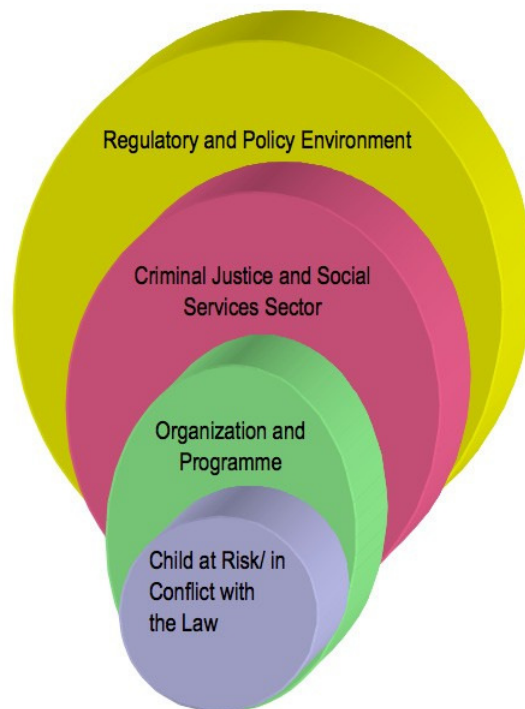 Regulatory and Policy Environment
Criminal Justice and Social
Services Sector
Organization and
Programme
Child at Risk/ in
Conflict with
the Law